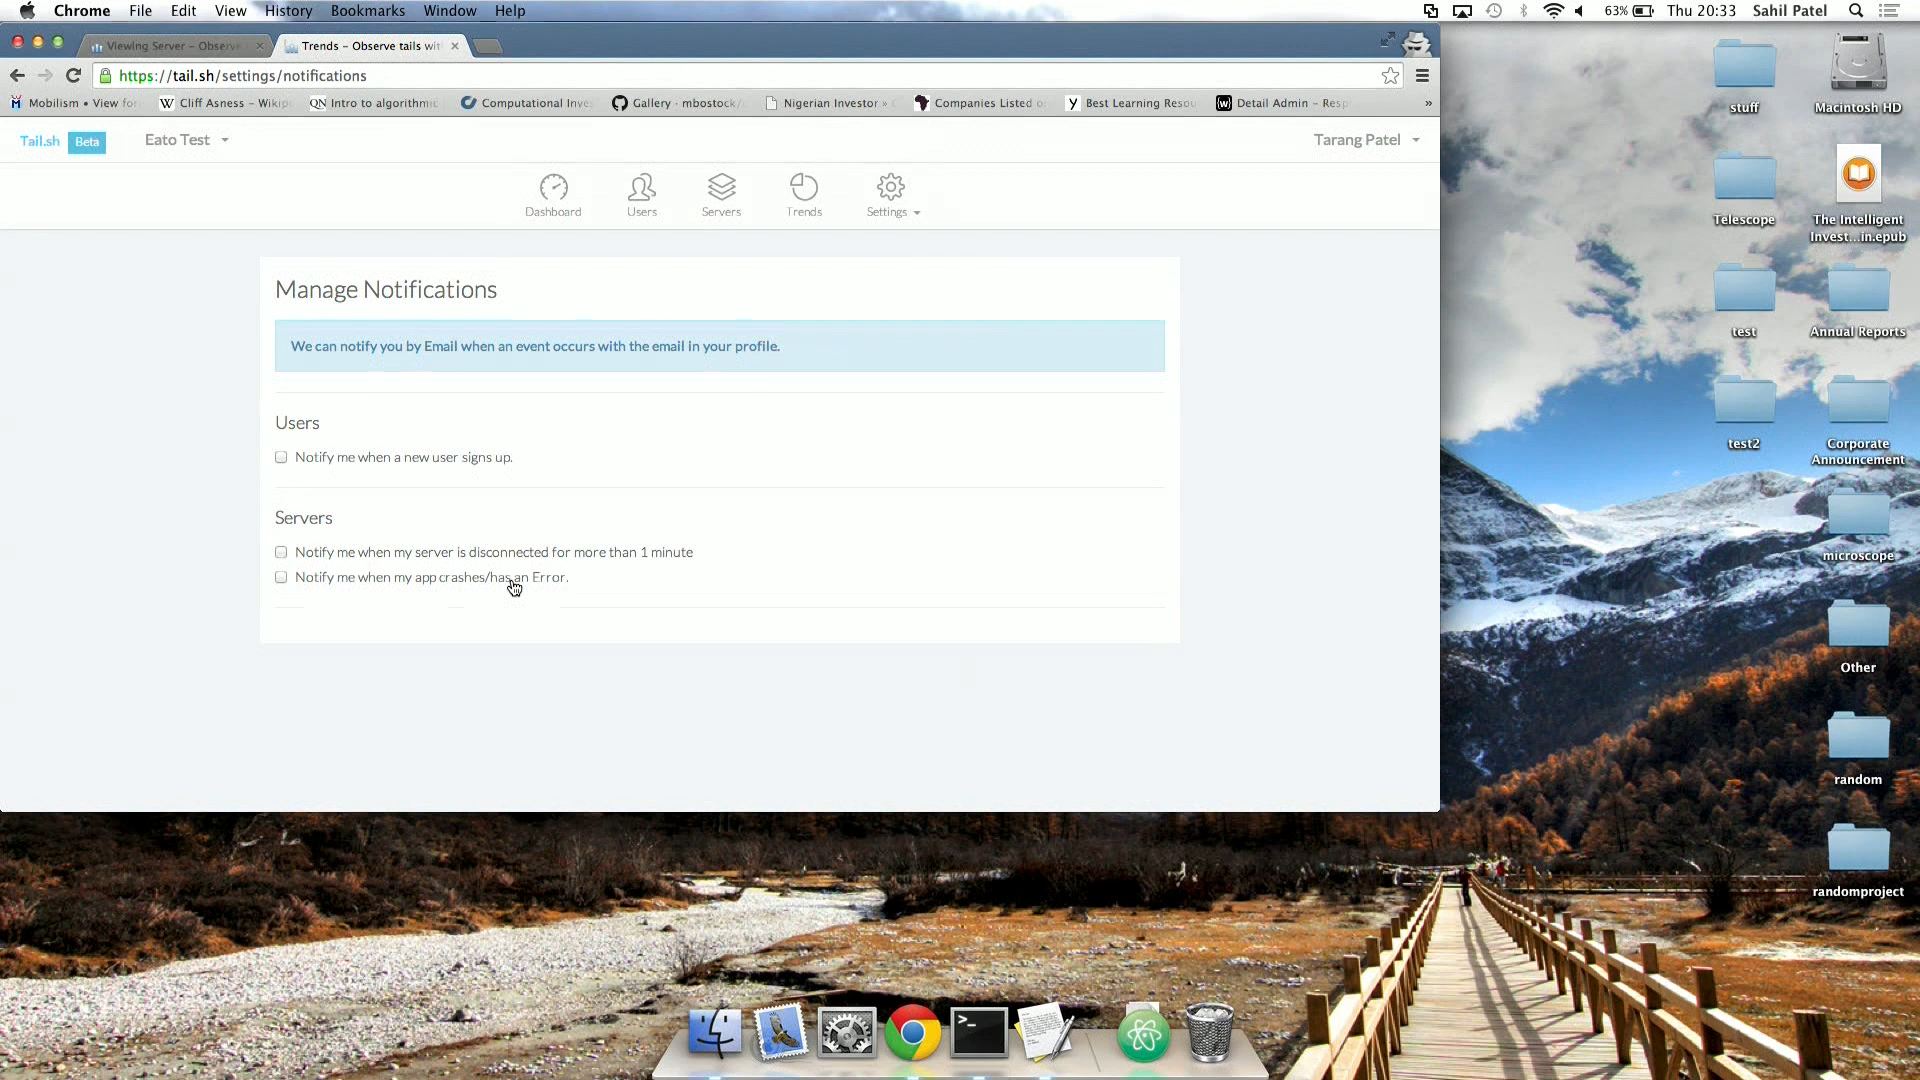 Chrome File Edit View History Bookmarks Window Help
63% Thu 20:33 Sahil Patel
Viewing Server – Observe
Trends – Observe tails wit
https://tail.sh/settings/notifications
Mobilism • View for
Cliff Asness – Wikip
QN Intro to algorithmic
Computational Inve
Gallery · mbostock/
Nigerian Investor »
Companies Listed o
Best Learning Resou
Detail Admin – Resp
»
Tail.sh Beta Eato Test
Tarang Patel
Dashboard Users Servers Trends Settings
Manage Notifications
We can notify you by Email when an event occurs with the email in your profile.
Users
Notify me when a new user signs up.
Servers
Notify me when my server is disconnected for more than 1 minute
Notify me when my app crashes/has an Error.
stuff
Macintosh HD
Telescope
The Intelligent
Invest...in.epub
test
Annual Reports
test2
Corporate
Announcement
microscope
Other
random
randomproject